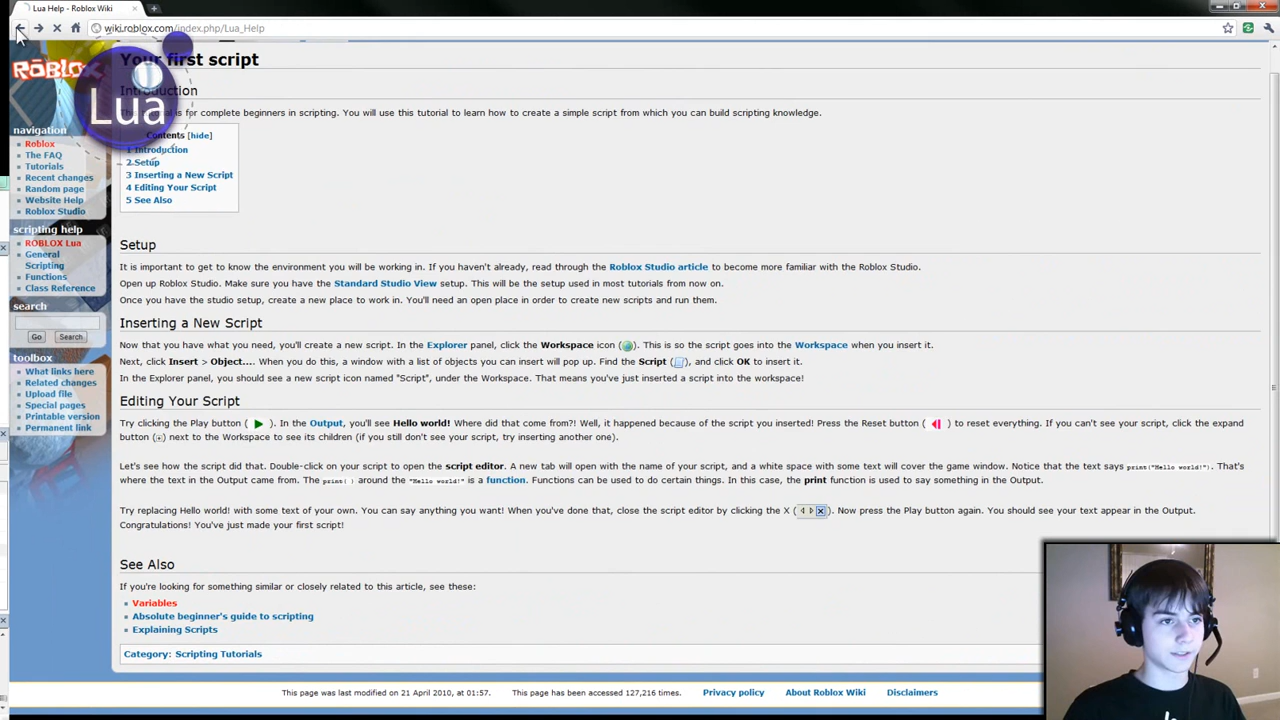 Lua Help - Roblox Wiki
wiki.roblox.com/index.php/Lua_Help
ROBLOX
Lua
navigation
Roblox
The FAQ
Tutorials
Recent changes
Random page
Website Help
Roblox Studio
scripting help
ROBLOX Lua
General
Scripting
Functions
Class Reference
search
Go Search
toolbox
What links here
Related changes
Upload file
Special pages
Printable version
Permanent link
Your first script
Introduction
is for complete beginners in scripting. You will use this tutorial to learn how to create a simple script from which you can build scripting knowledge.
Contents [hide]
1 Introduction
2 Setup
3 Inserting a New Script
4 Editing Your Script
5 See Also
Setup
It is important to get to know the environment you will be working in. If you haven't already, read through the Roblox Studio article to become more familiar with the Roblox Studio.
Open up Roblox Studio. Make sure you have the Standard Studio View setup. This will be the setup used in most tutorials from now on.
Once you have the studio setup, create a new place to work in. You'll need an open place in order to create new scripts and run them.
Inserting a New Script
Now that you have what you need, you'll create a new script. In the Explorer panel, click the Workspace icon ( ). This is so the script goes into the Workspace when you insert it.
Next, click Insert > Object.... When you do this, a window with a list of objects you can insert will pop up. Find the Script ( ), and click OK to insert it.
In the Explorer panel, you should see a new script icon named "Script", under the Workspace. That means you've just inserted a script into the workspace!
Editing Your Script
Try clicking the Play button ( ). In the Output, you'll see Hello world! Where did that come from?! Well, it happened because of the script you inserted! Press the Reset button ( ) to reset everything. If you can't see your script, click the expand
button ( ) next to the Workspace to see its children (if you still don't see your script, try inserting another one).
Let's see how the script did that. Double-click on your script to open the script editor. A new tab will open with the name of your script, and a white space with some text will cover the game window. Notice that the text says print("Hello world!"). That's
where the text in the Output came from. The print( ) around the "Hello world!" is a function. Functions can be used to do certain things. In this case, the print function is used to say something in the Output.
Try replacing Hello world! with some text of your own. You can say anything you want! When you've done that, close the script editor by clicking the X ( ). Now press the Play button again. You should see your text appear in the Output.
Congratulations! You've just made your first script!
See Also
If you're looking for something similar or closely related to this article, see these:
Variables
Absolute beginner's guide to scripting
Explaining Scripts
Category: Scripting Tutorials
This page was last modified on 21 April 2010, at 01:57. This page has been accessed 127,216 times. Privacy policy About Roblox Wiki Disclaimers